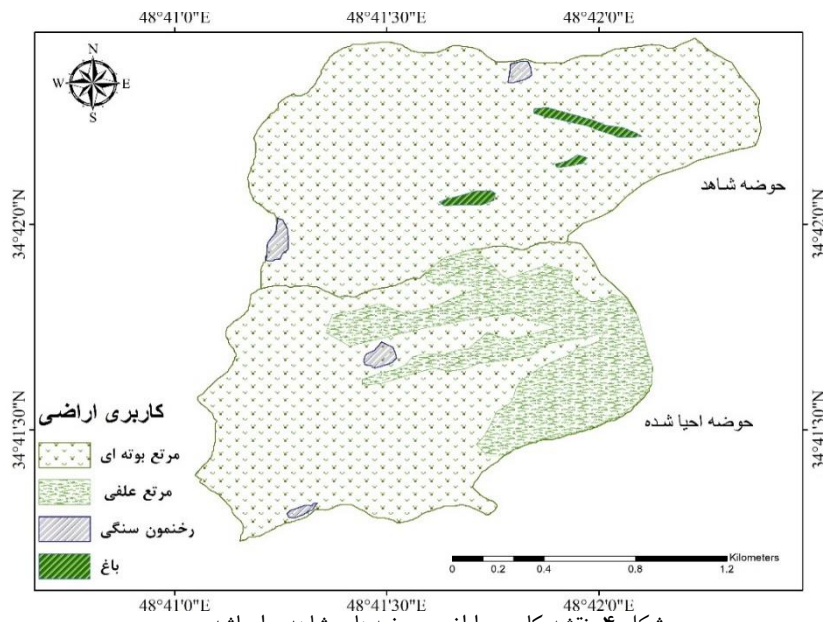 48°41'0"E 48°41'30"E 48°42'0"E
N
W E
S
34°42'0"N 34°42'0"N
34°41'30"N 34°41'30"N
حوضه شاهد
حوضه احیا شده
کاربری اراضی
مرتع بوته ای
مرتع علفی
رخنمون سنگی
باغ
Kilometers
0 0.2 0.4 0.8 1.2
48°41'0"E 48°41'30"E 48°42'0"E